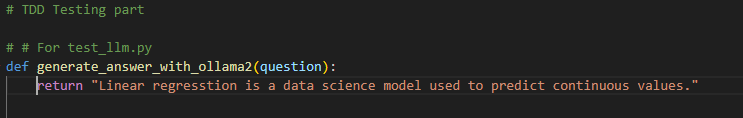 # TDD Testing part
# # For test_llm.py
def generate_answer_with_ollama2(question):
return "Linear regresstion is a data science model used to predict continuous values."